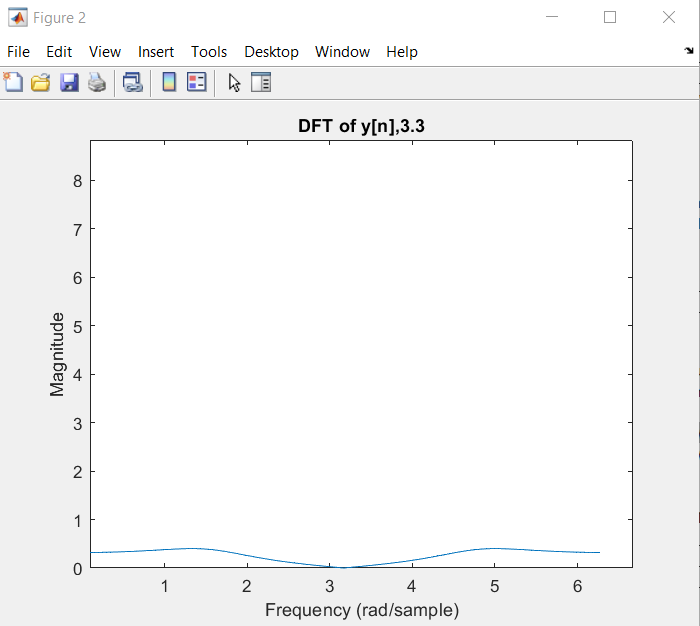 Figure 2
File Edit View Insert Tools Desktop Window Help
DFT of y[n],3.3
8
7
6
5
4
3
2
1
0
Magnitude
1 2 3 4 5 6
Frequency (rad/sample)